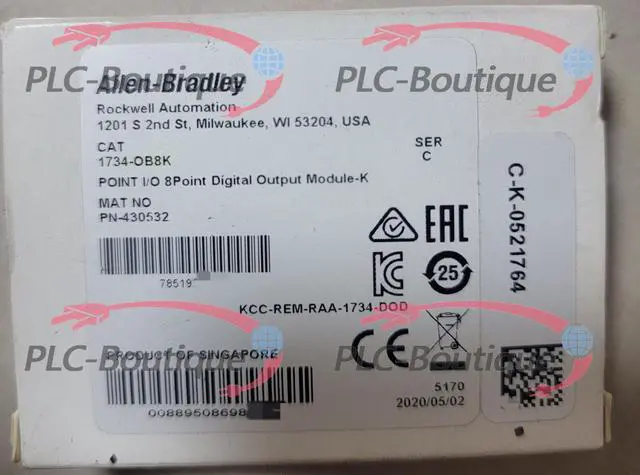 PLC-Boutique
PLC-Boutique
Allen-Bradley
Rockwell Automation
1201 S 2nd St, Milwaukee, WI 53204, USA
CAT
SER
1734-OB8K
C
POINT I/O 8Point Digital Output Module-K
MAT NO
PN-430532
78519
EAC
25
C-K-0521764
KCC-REM-RAA-1734-DOD
CE
PLC-Boutique
PLC-Boutique
PRODUCT OF SINGAPORE
5170
00889508698
2020/05/02